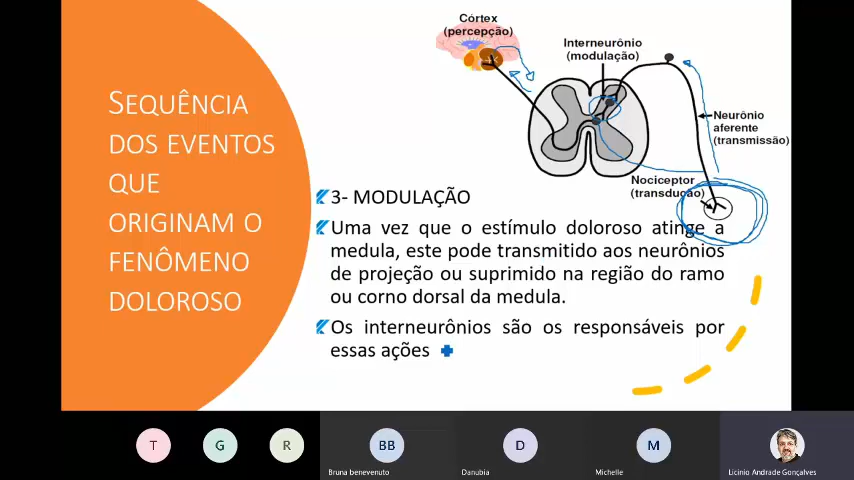 Córtex
(percepção)
Interneurônio
(modulação)
Neurônio
aferente
(transmissão)
Nociceptor
(transdução)
SEQUÊNCIA
DOS EVENTOS
QUE
ORIGINAM O
FENÔMENO
DOLOROSO
3- MODULAÇÃO
Uma vez que o estímulo doloroso atinge a
medula, este pode transmitido aos neurônios
de projeção ou suprimido na região do ramo
ou corno dorsal da medula.
Os interneurônios são os responsáveis por
essas ações
T
G
R
BB
D
M
Bruna benevenuto
Danubia
Michelle
Licinio Andrade Gonçalves